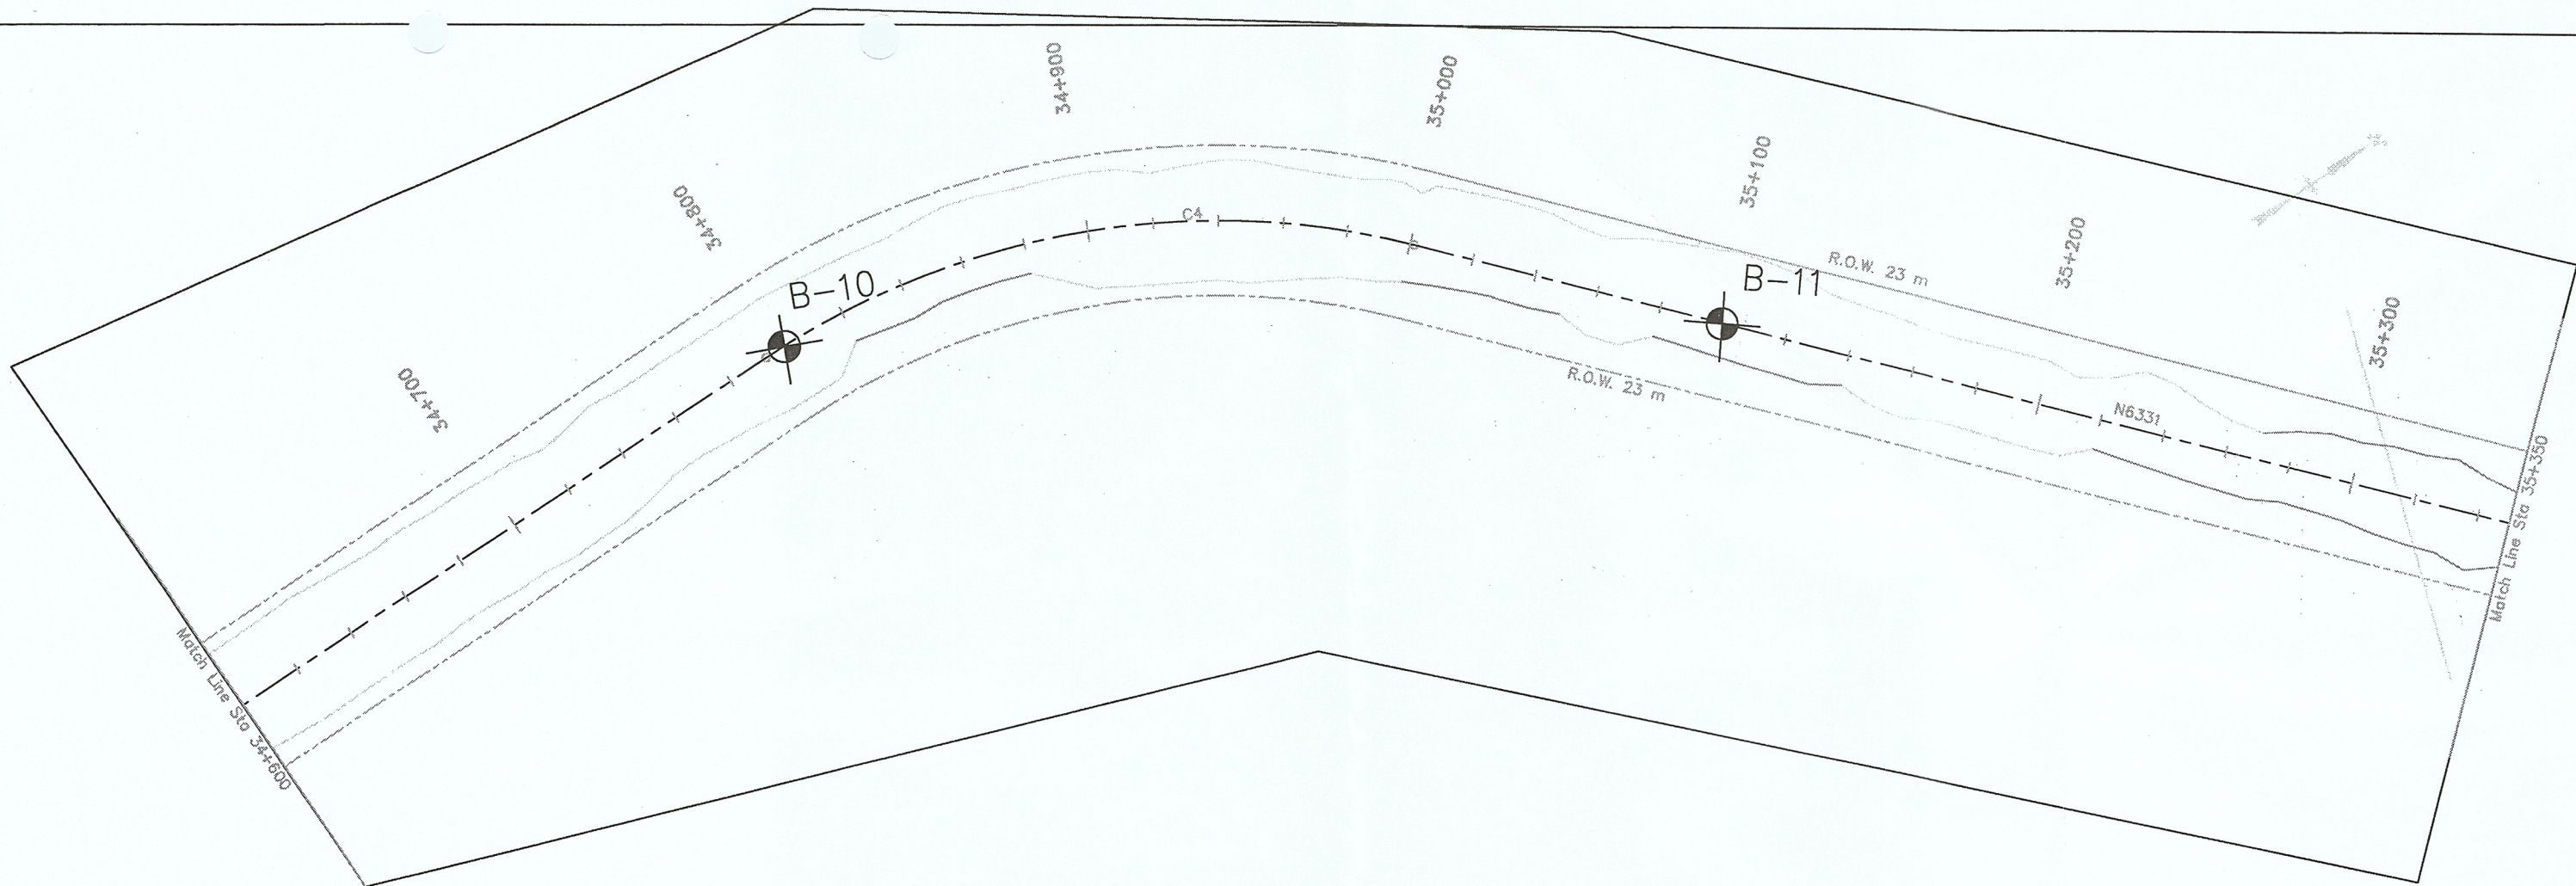 34+900
35+000
35+100
34+800
35+200
R.O.W. 23 m
B-10
B-11
35+300
34+700
R.O.W. 23 m
C4
N6331
Match Line Sta 35+350
Match Line Sta 34+600